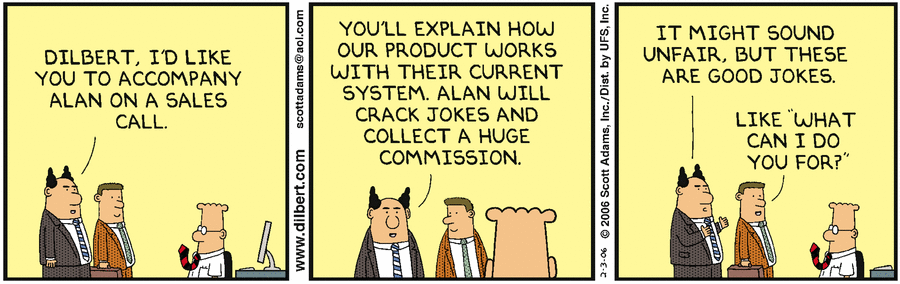 DILBERT, I'D LIKE
YOU TO ACCOMPANY
ALAN ON A SALES
CALL.
www.dilbert.com scottadams@aol.com
YOU'LL EXPLAIN HOW
OUR PRODUCT WORKS
WITH THEIR CURRENT
SYSTEM. ALAN WILL
CRACK JOKES AND
COLLECT A HUGE
COMMISSION.
2-3-06 © 2006 Scott Adams, Inc./Dist. by UFS, Inc.
IT MIGHT SOUND
UNFAIR, BUT THESE
ARE GOOD JOKES.
LIKE "WHAT
CAN I DO
YOU FOR?"